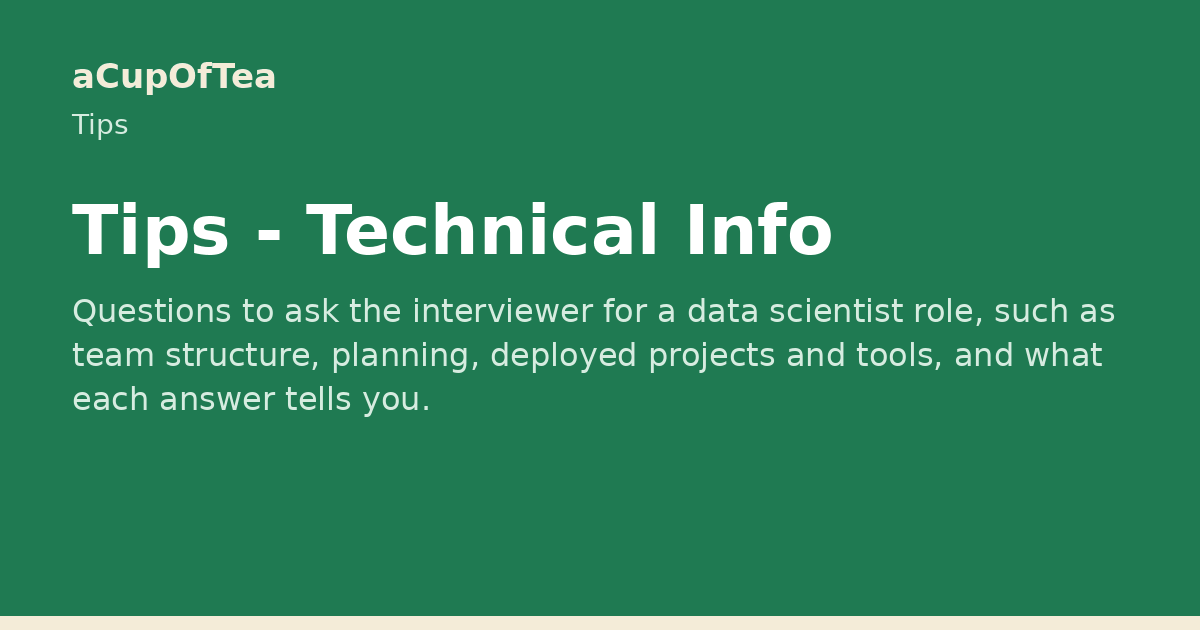 aCupOfTea
Tips
Tips - Technical Info
Questions to ask the interviewer for a data scientist role, such as
team structure, planning, deployed projects and tools, and what
each answer tells you.